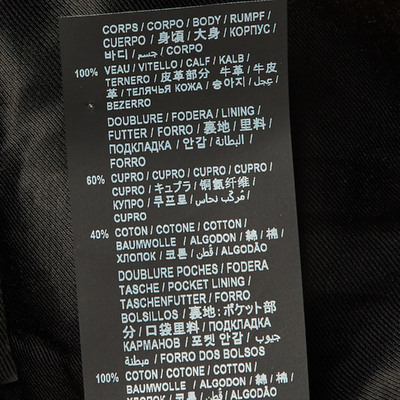 CORPS / CORPO / BODY / RUMPF /
CUERPO / 身頃 / 大身 / КОРПУС /
바디 / جسم / CORPO
100% VEAU / VITELLO / CALF / KALB /
TERNERO / 皮革部分 牛革 / 牛皮
革 / ТЕЛЯЧЬЯ КОЖА / 송아지 / عجل /
BEZERRO
DOUBLURE / FODERA / LINING /
FUTTER / FORRO / 裏地 / 里料 /
ПОДКЛАДКА / 안감 / البطانة /
FORRO
60% CUPRO / CUPRO / CUPRO / CUPRO /
CUPRO / キュプラ / 铜氨纤维 /
КУПРО / 쿠프로 / مُركب نحاس /
CUPRO
40% COTON / COTONE / COTTON /
BAUMWOLLE / ALGODON / 綿 / 棉 /
ХЛОПОК / 코튼 / قطن / ALGODÃO
DOUBLURE POCHES / FODERA
TASCHE / POCKET LINING /
TASCHENFUTTER / FORRO
BOLSILLOS / 裏地:ポケット部
分 / 口袋里料 / ПОДКЛАДКА
КАРМАНОВ / 포켓 안감 / جيوب
مبطنة / FORRO DOS BOLSOS
100% COTON / COTONE / COTTON /
BAUMWOLLE / ALGODON / 綿 / 棉 /
ХЛОПОК / 코튼 / قطن / ALGODÃO